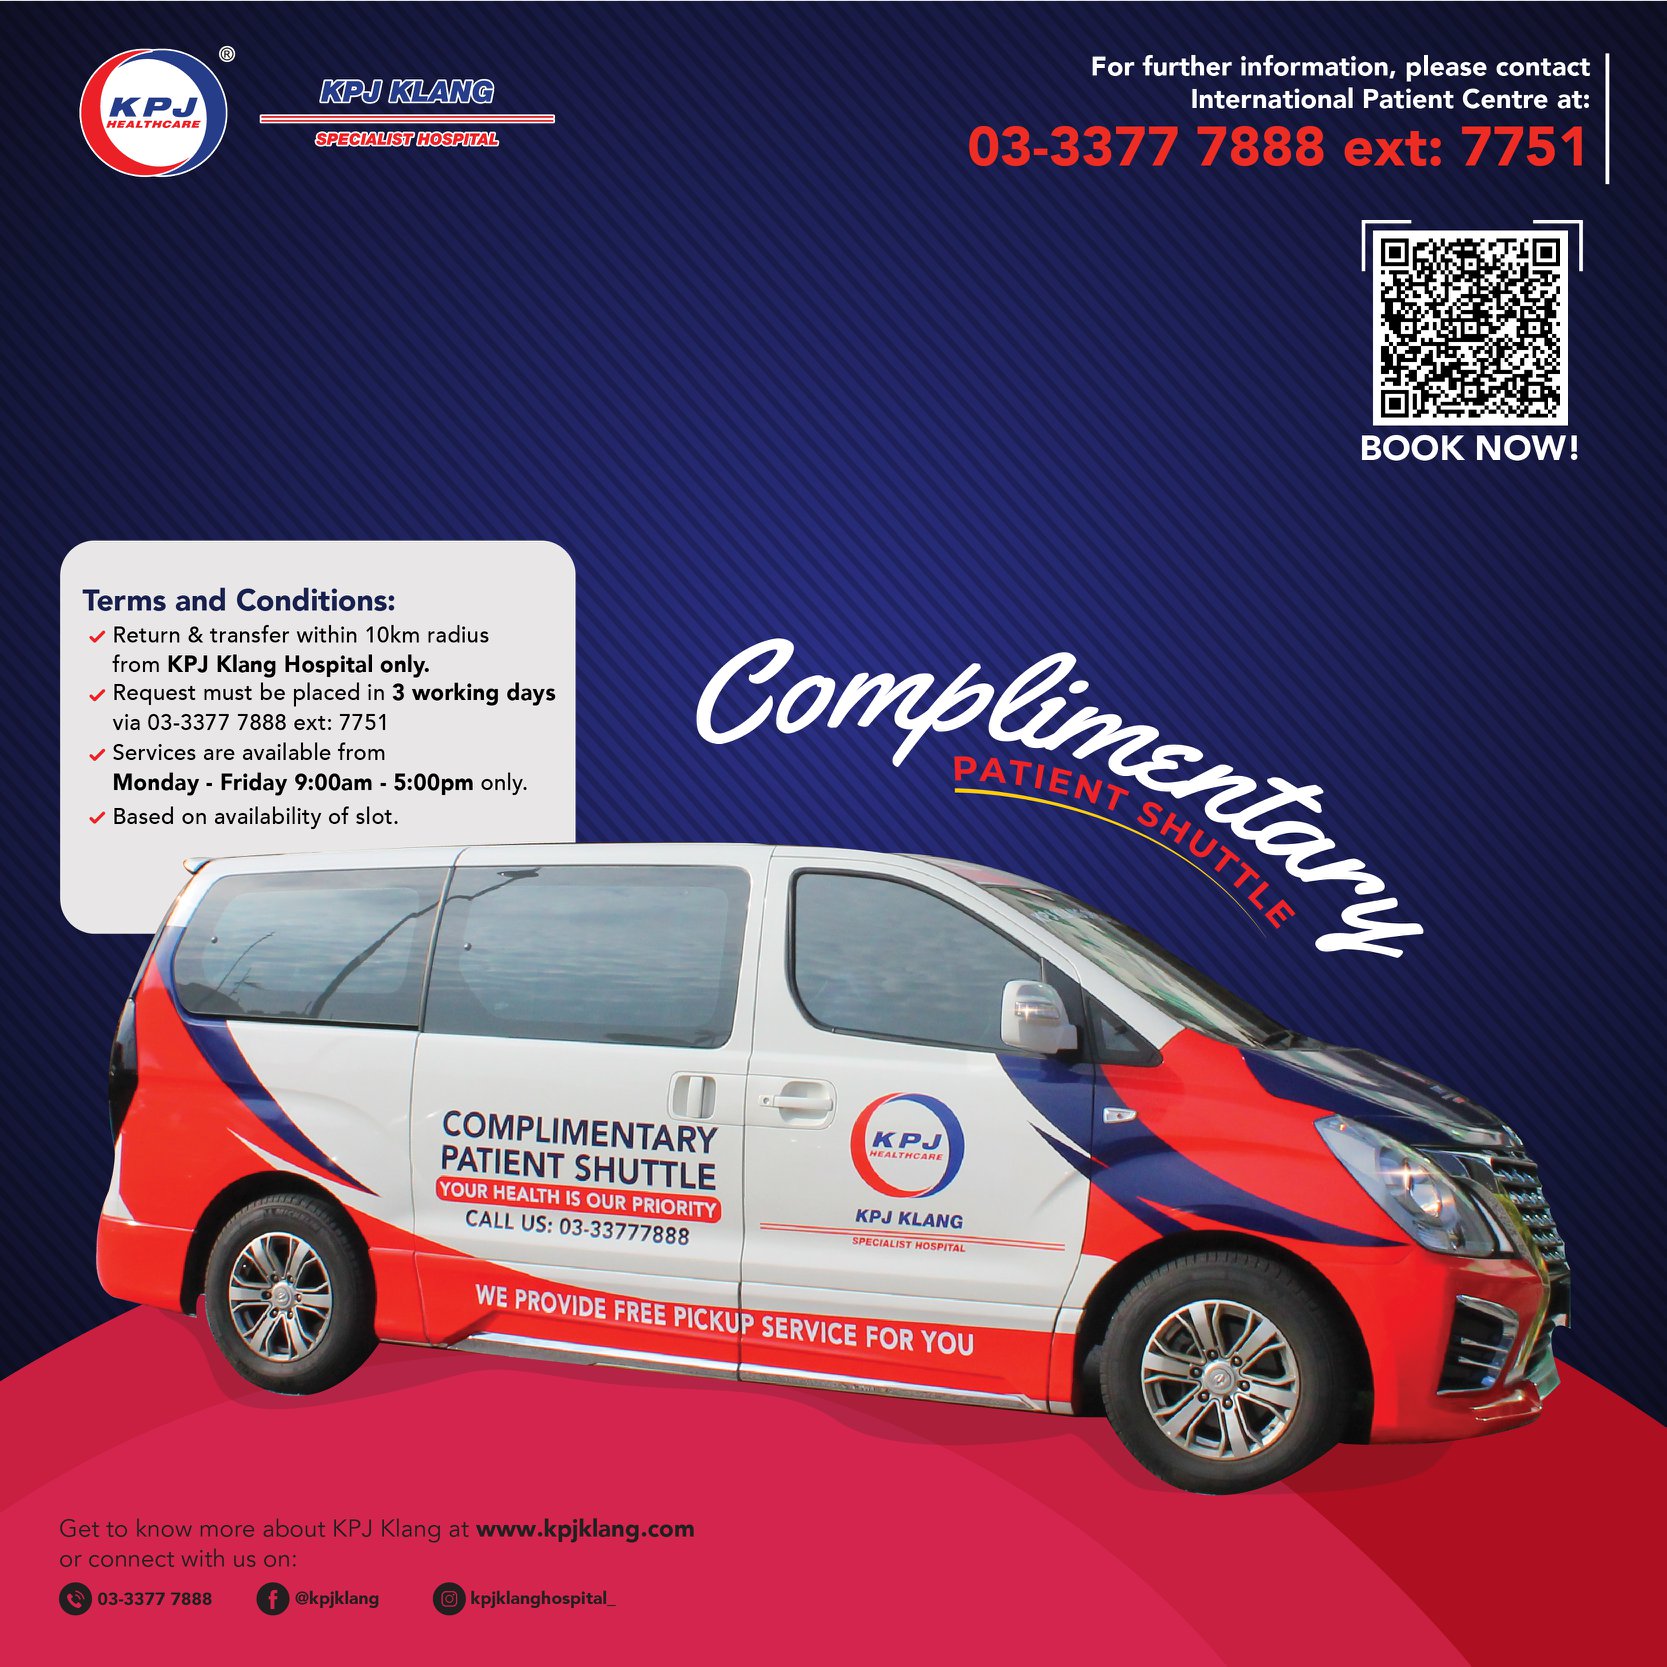 KPJ
HEALTHCARE
®
KPJ KLANG
SPECIALIST HOSPITAL
For further information, please contact
International Patient Centre at:
03-3377 7888 ext: 7751
BOOK NOW!
Terms and Conditions:
Return & transfer within 10km radius
from KPJ Klang Hospital only.
Request must be placed in 3 working days
via 03-3377 7888 ext: 7751
Services are available from
Monday - Friday 9:00am - 5:00pm only.
Based on availability of slot.
Complimentary
PATIENT SHUTTLE
COMPLIMENTARY
PATIENT SHUTTLE
YOUR HEALTH IS OUR PRIORITY
CALL US: 03-33777888
KPJ
HEALTHCARE
KPJ KLANG
SPECIALIST HOSPITAL
WE PROVIDE FREE PICKUP SERVICE FOR YOU
Get to know more about KPJ Klang at www.kpjklang.com
or connect with us on:
03-3377 7888
@kpjklang
kpjklanghospital_